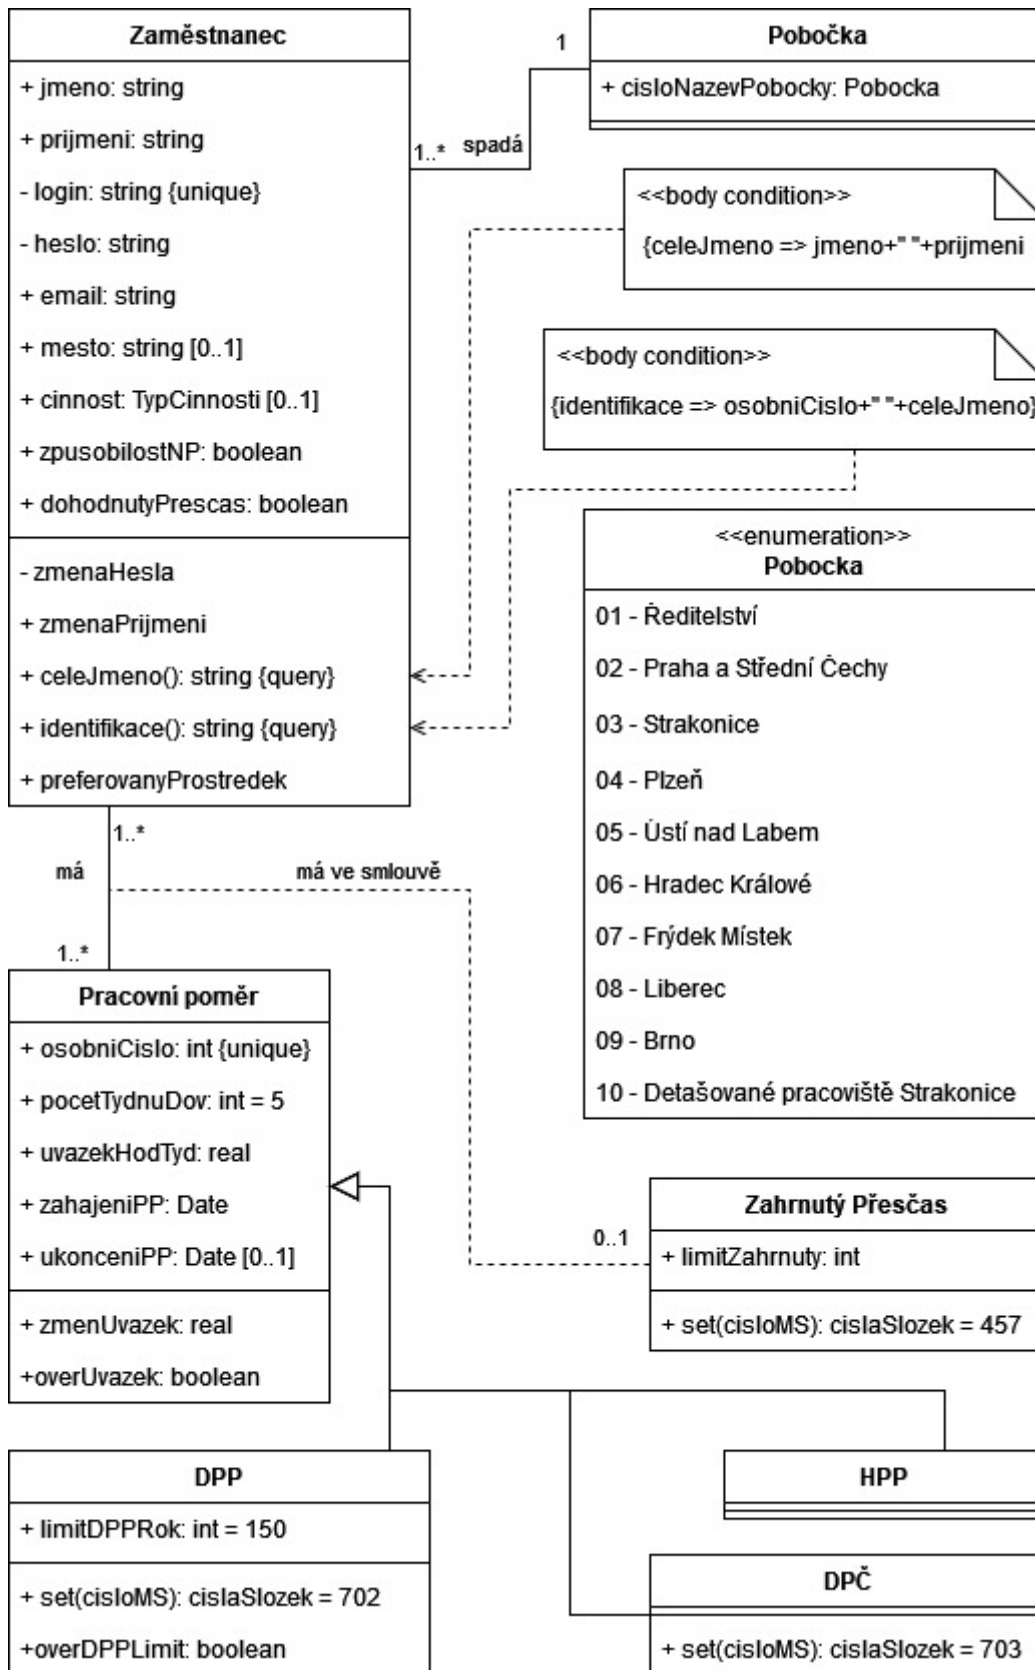 Zaměstnanec
+ jmeno: string
+ prijmeni: string
- login: string {unique}
- heslo: string
+ email: string
+ mesto: string [0..1]
+ cinnost: TypCinnosti [0..1]
+ zpusobilostNP: boolean
+ dohodnutyPrescas: boolean
- zmenaHesla
+ zmenaPrijmeni
+ celeJmeno(): string {query}
+ identifikace(): string {query}
+ preferovanyProstredek
1
1..*
spadá
Pobočka
+ cisloNazevPobocky: Pobocka
<<body condition>>
{celeJmeno => jmeno+" "+prijmeni
<<body condition>>
{identifikace => osobniCislo+" "+celeJmeno}
<<enumeration>>
Pobocka
01 - Ředitelství
02 - Praha a Střední Čechy
03 - Strakonice
04 - Plzeň
05 - Ústí nad Labem
06 - Hradec Králové
07 - Frýdek Místek
08 - Liberec
09 - Brno
10 - Detašované pracoviště Strakonice
1..*
má
má ve smlouvě
1..*
Pracovní poměr
+ osobniCislo: int {unique}
+ pocetTydnuDov: int = 5
+ uvazekHodTyd: real
+ zahajeniPP: Date
+ ukonceniPP: Date [0..1]
+ zmenUvazek: real
+overUvazek: boolean
0..1
Zahrnutý Přesčas
+ limitZahrnuty: int
+ set(cisloMS): cislaSlozek = 457
DPP
+ limitDPPRok: int = 150
+ set(cisloMS): cislaSlozek = 702
+overDPPLimit: boolean
HPP
DPČ
+ set(cisloMS): cislaSlozek = 703